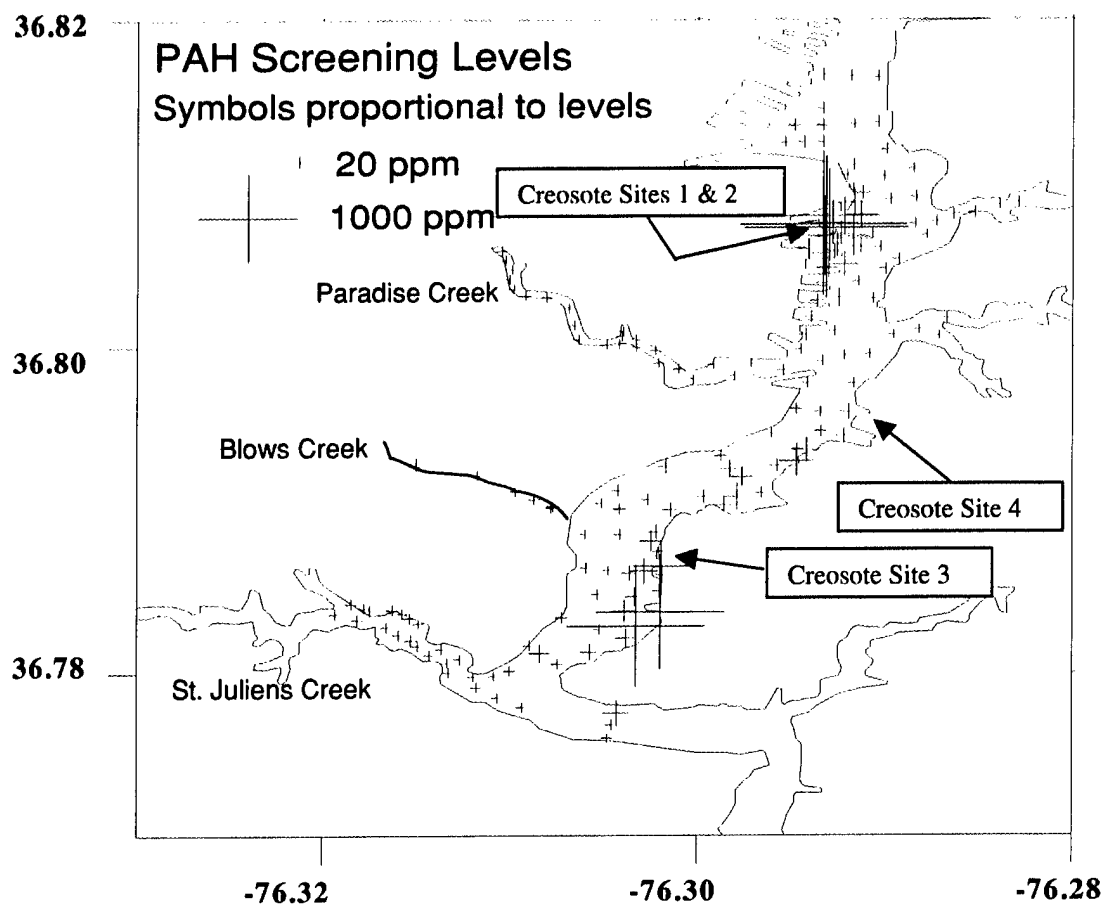 36.82
PAH Screening Levels
Symbols proportional to levels
20 ppm
1000 ppm
Creosote Sites 1 & 2
Paradise Creek
36.80
Blows Creek
Creosote Site 4
Creosote Site 3
36.78
St. Juliens Creek
-76.32
-76.30
-76.28